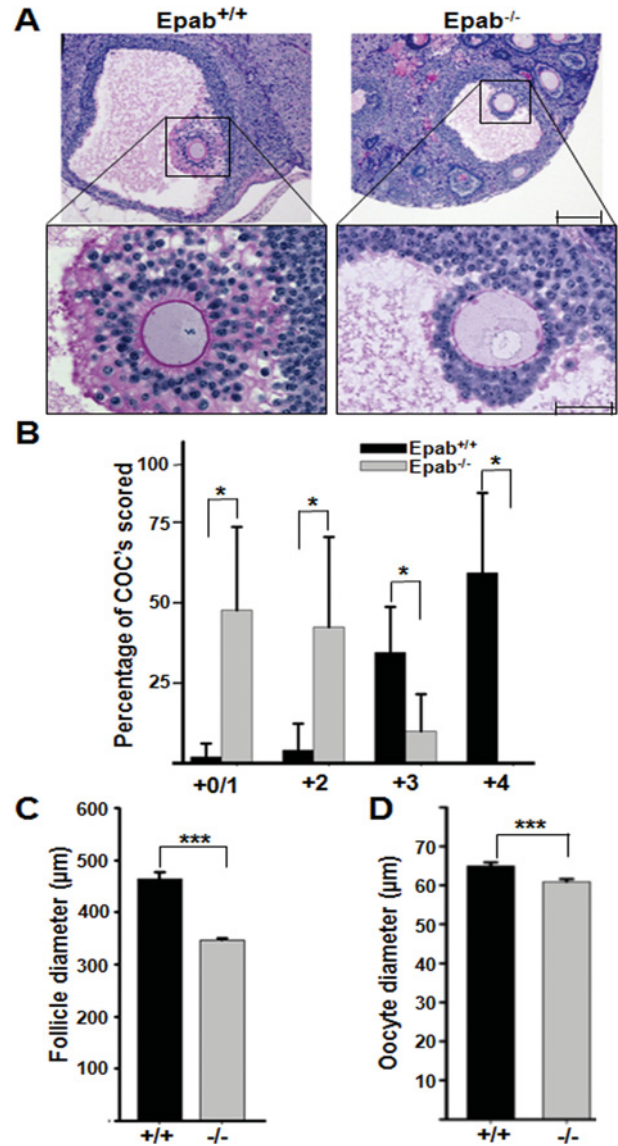 A
Epab+/+
Epab-/-
B
Percentage of COC's scored
100
75
50
25
Epab+/+
Epab-/-
*
*
*
*
+0/1
+2
+3
+4
C
Follicle diameter (µm)
600
500
400
300
200
100
***
+/+
-/-
D
Oocyte diameter (µm)
70
60
50
40
30
20
10
***
+/+
-/-